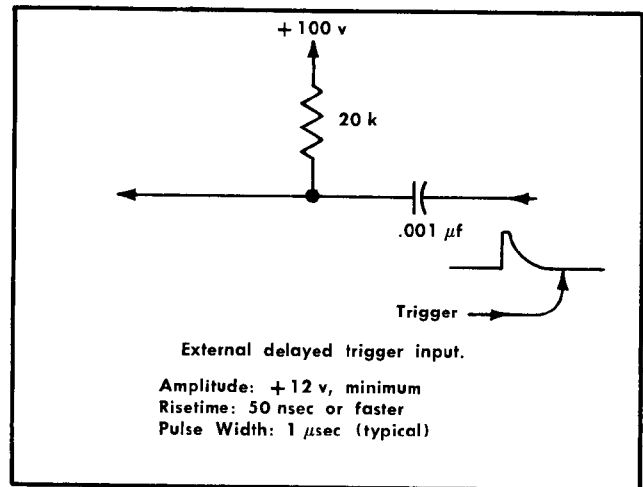 +100 v
20 k
.001 μf
Trigger
External delayed trigger input.
Amplitude: +12 v, minimum
Risetime: 50 nsec or faster
Pulse Width: 1 μsec (typical)